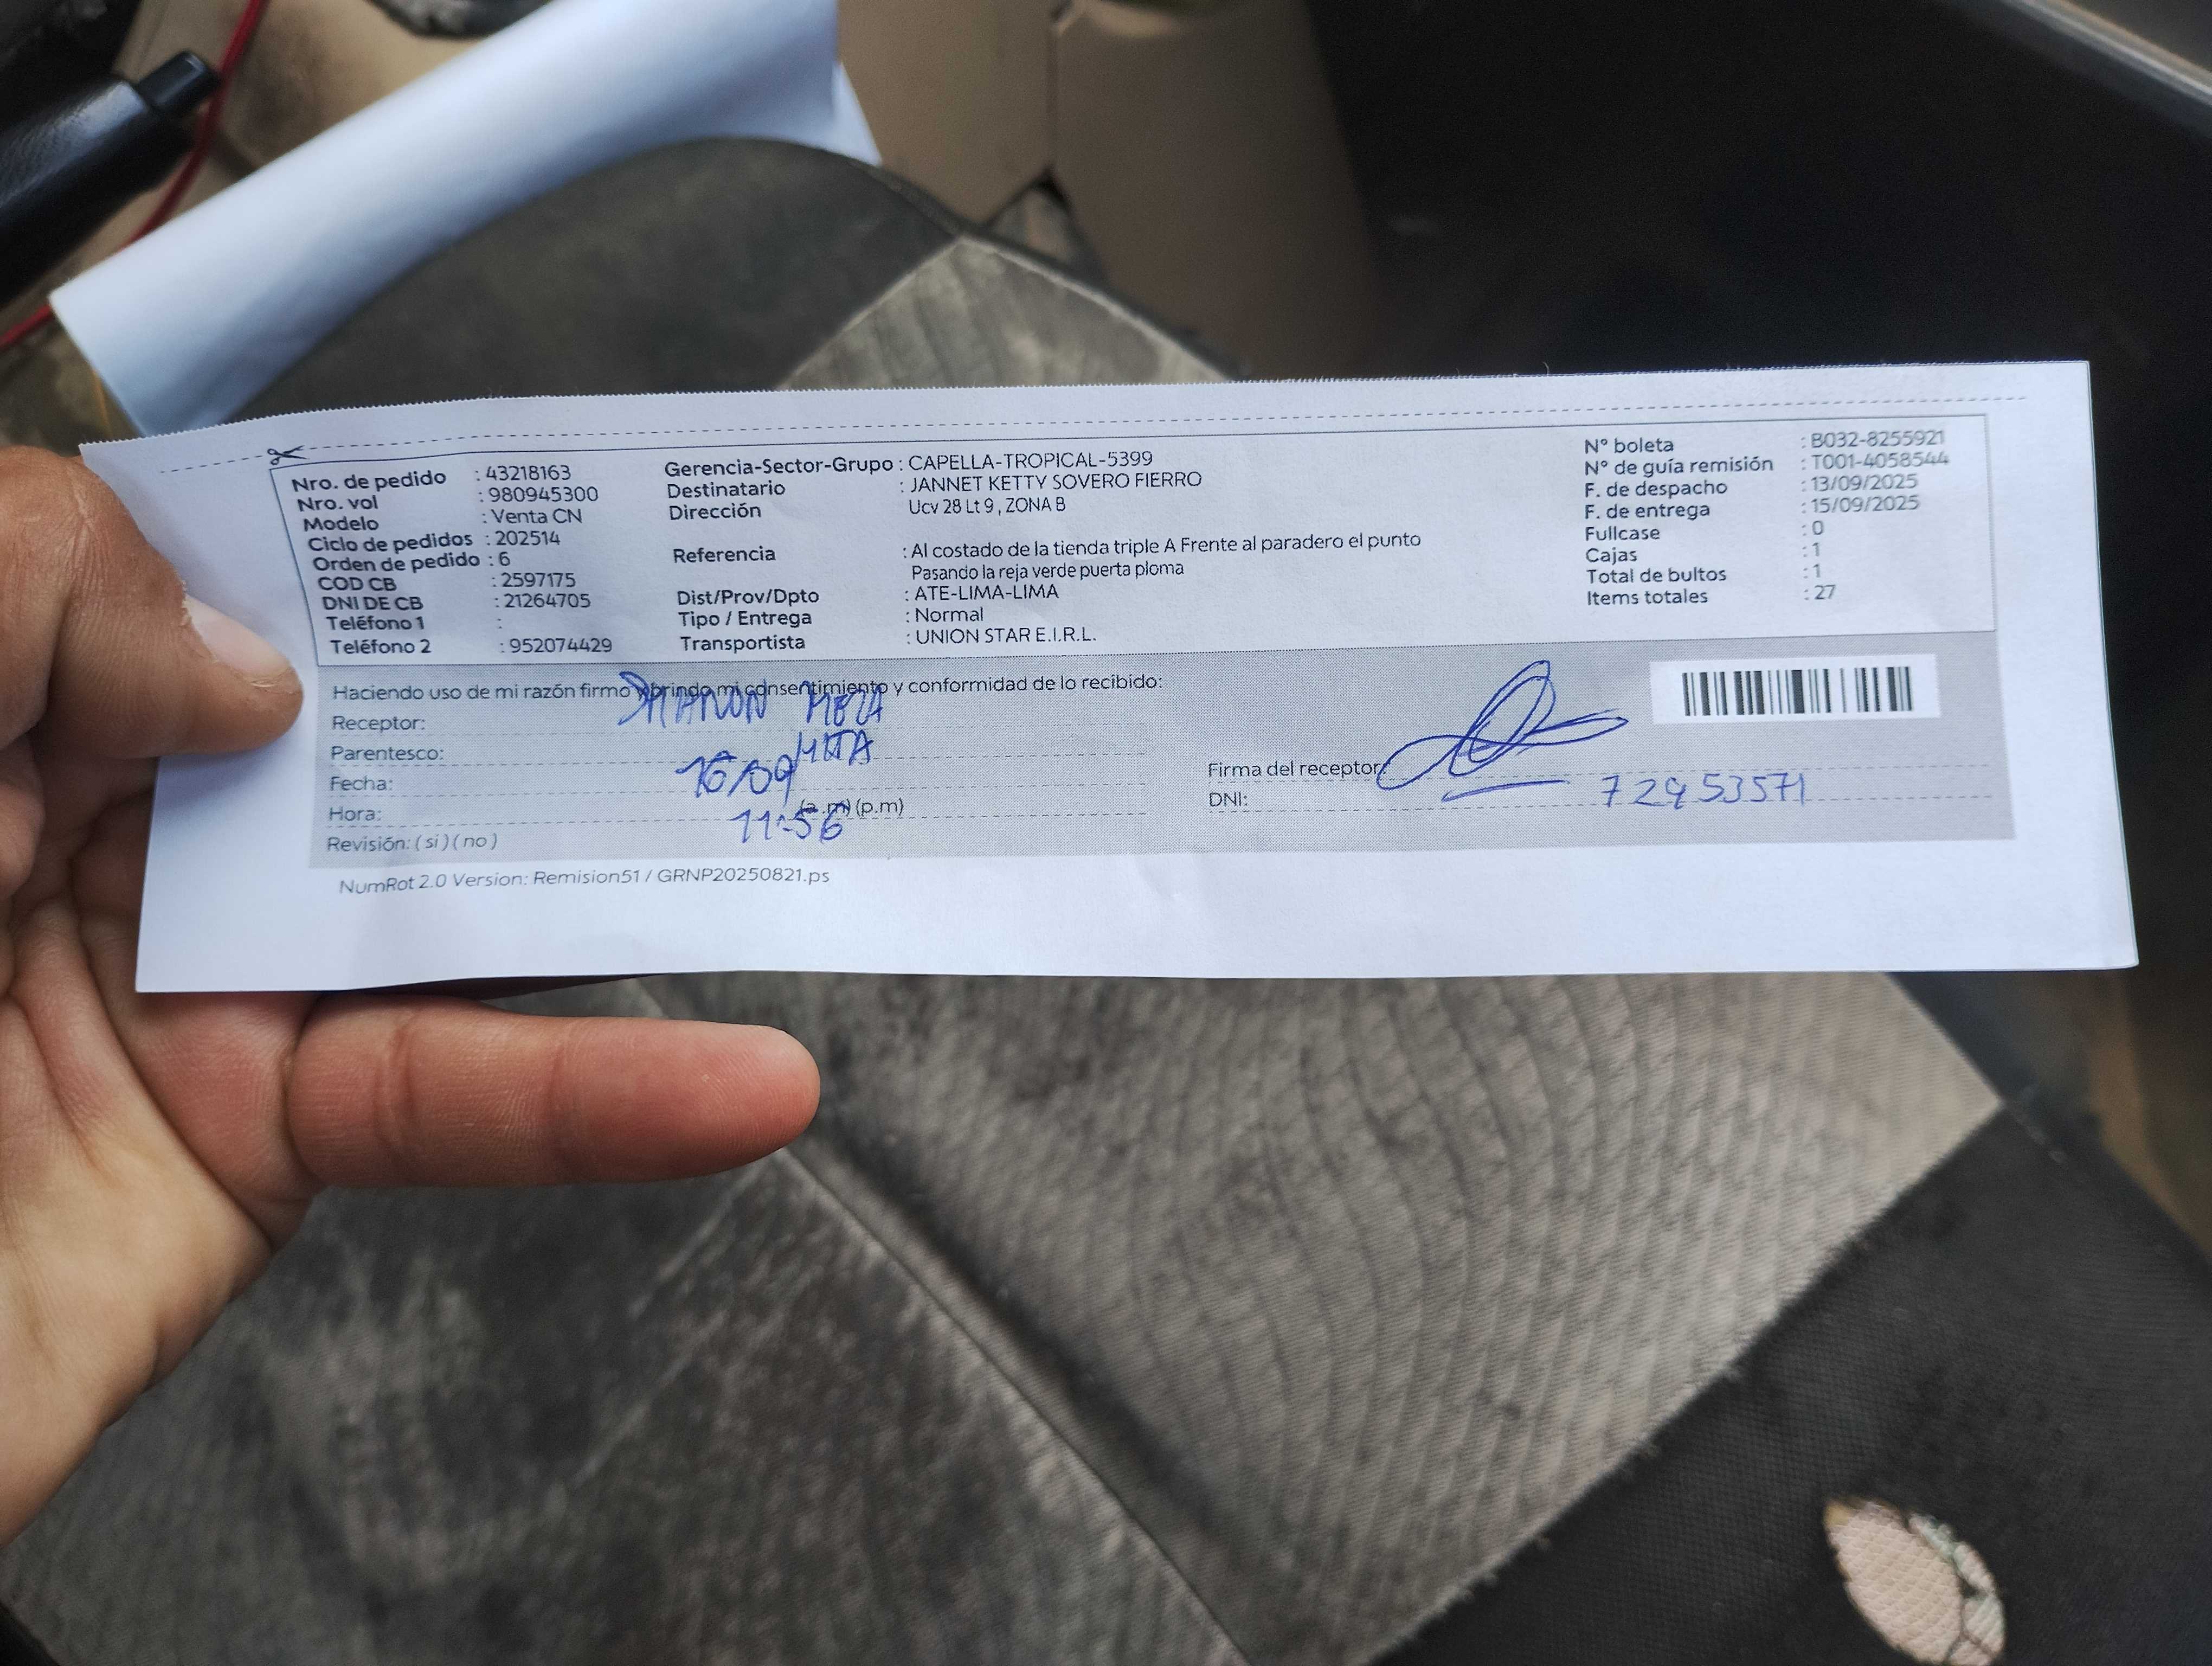 Nro. de pedido : 43218163
Nro. vol : 980945300
Modelo : Venta CN
Ciclo de pedidos : 202514
Orden de pedido : 6
COD CB : 2597175
DNI DE CB : 21264705
Teléfono 1 :
Teléfono 2 : 952074429
Gerencia-Sector-Grupo : CAPELLA-TROPICAL-5399
Destinatario : JANNET KETTY SOVERO FIERRO
Dirección Ucv 28 Lt 9 , ZONA B
Referencia : Al costado de la tienda triple A Frente al paradero el punto
Pasando la reja verde puerta ploma
Dist/Prov/Dpto : ATE-LIMA-LIMA
Tipo / Entrega : Normal
Transportista : UNION STAR E.I.R.L.
N° boleta : B032-8255921
N° de guía remisión : T001-4058544
F. de despacho : 13/09/2025
F. de entrega : 15/09/2025
Fullcase : 0
Cajas : 1
Total de bultos : 1
Items totales : 27
Haciendo uso de mi razón firmo y brindo mi consentimiento y conformidad de lo recibido:
Receptor: SHANON MEZA
Parentesco:
Fecha: 16/09
Hora: 11:56 (a.m) (p.m)
Revisión: ( si ) ( no )
Firma del receptor
DNI: 72953571
NumRot 2.0 Version: Remision51 / GRNP20250821.ps